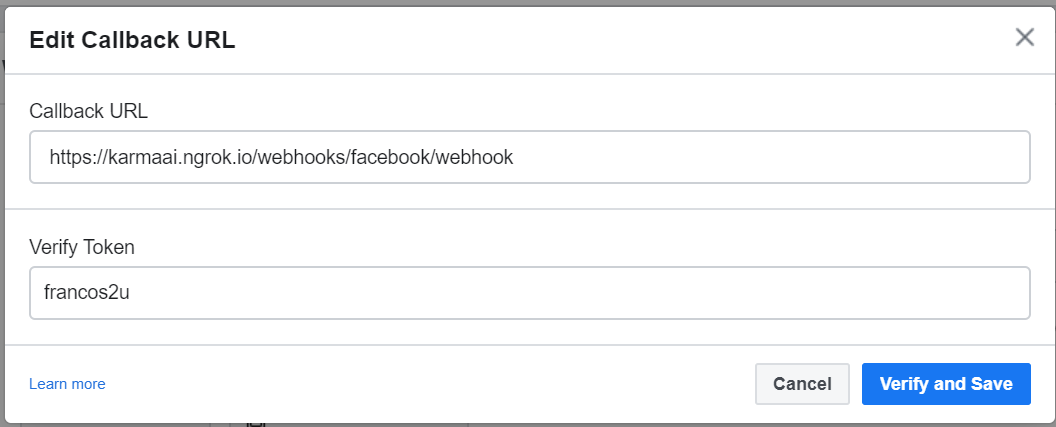 Edit Callback URL
Callback URL
https://karmaai.ngrok.io/webhooks/facebook/webhook
Verify Token
francos2u
Learn more
Cancel
Verify and Save